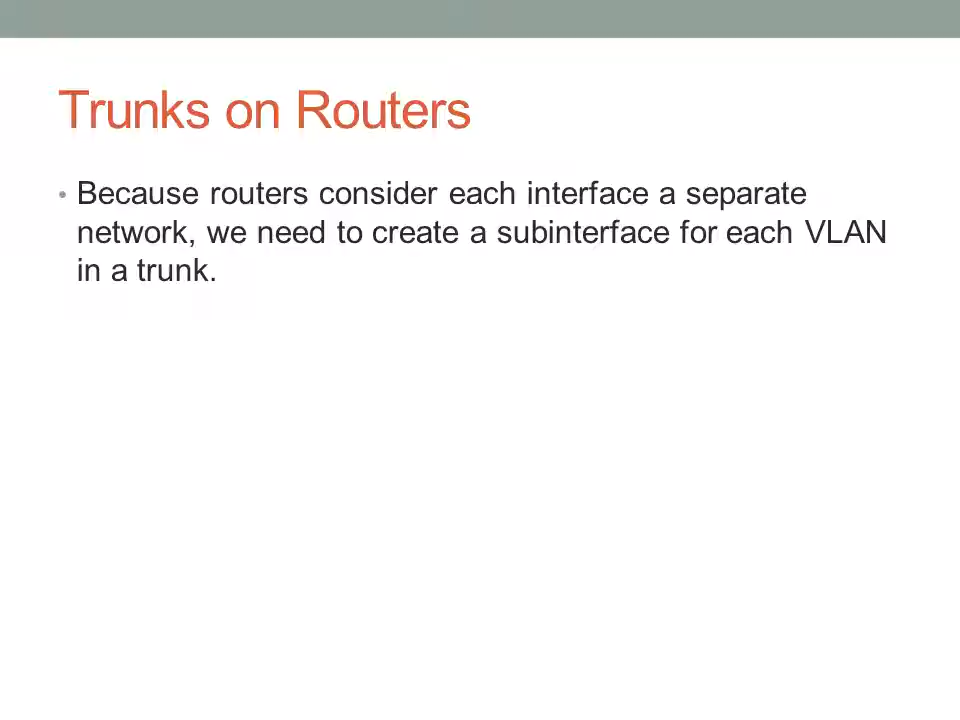 Trunks on Routers
• Because routers consider each interface a separate
network, we need to create a subinterface for each VLAN
in a trunk.